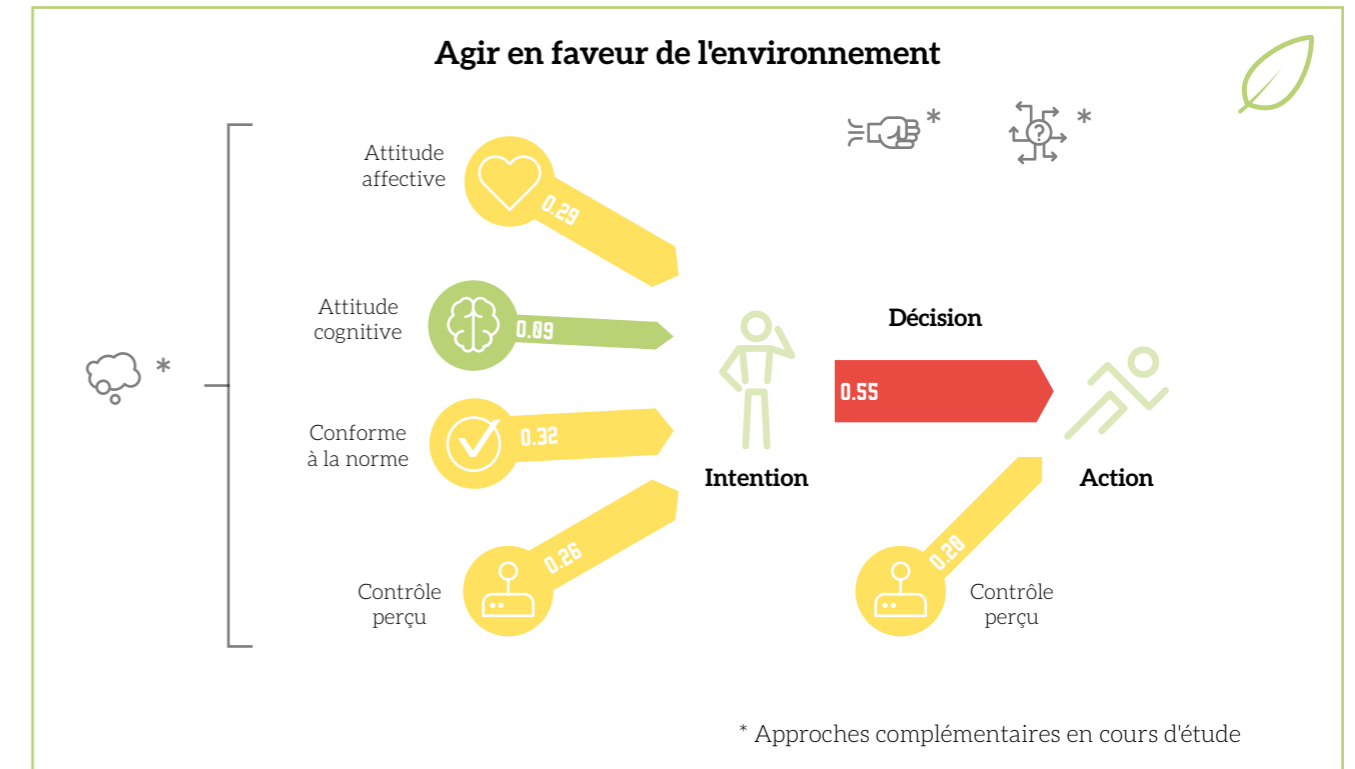 Agir en faveur de l'environnement
*
?
*
Attitude
affective
0.29
Attitude
cognitive
0.09
*
Conforme
à la norme
0.32
Contrôle
perçu
0.26
Intention
Décision
0.55
Action
0.20
Contrôle
perçu
* Approches complémentaires en cours d'étude